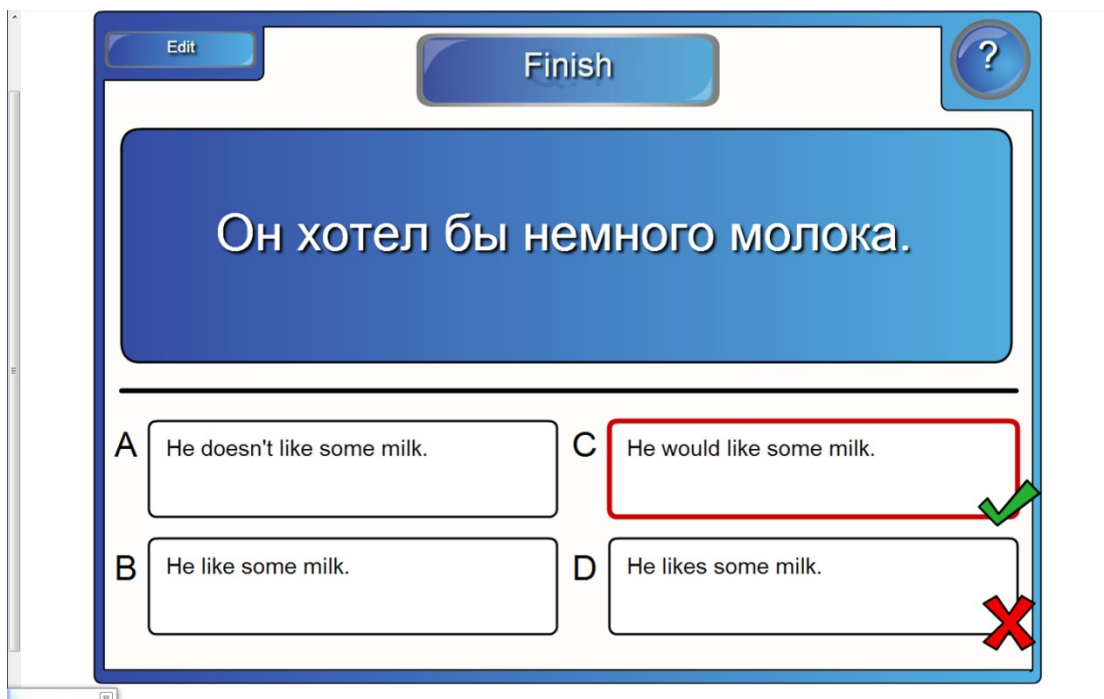 Edit
Finish
?
Он хотел бы немного молока.
A
He doesn't like some milk.
C
He would like some milk.
B
He like some milk.
D
He likes some milk.